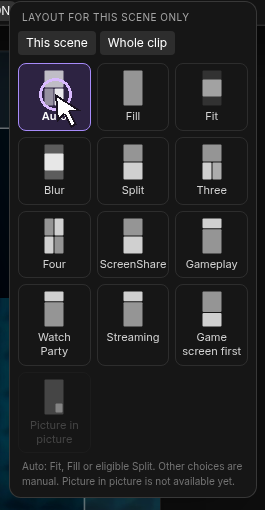 LAYOUT FOR THIS SCENE ONLY
This scene Whole clip
Fill Fit
Blur Split Three
Four ScreenShare Gameplay
Watch Party Streaming Game screen first
Picture in picture
Auto: Fit, Fill or eligible Split. Other choices are
manual. Picture in picture is not available yet.